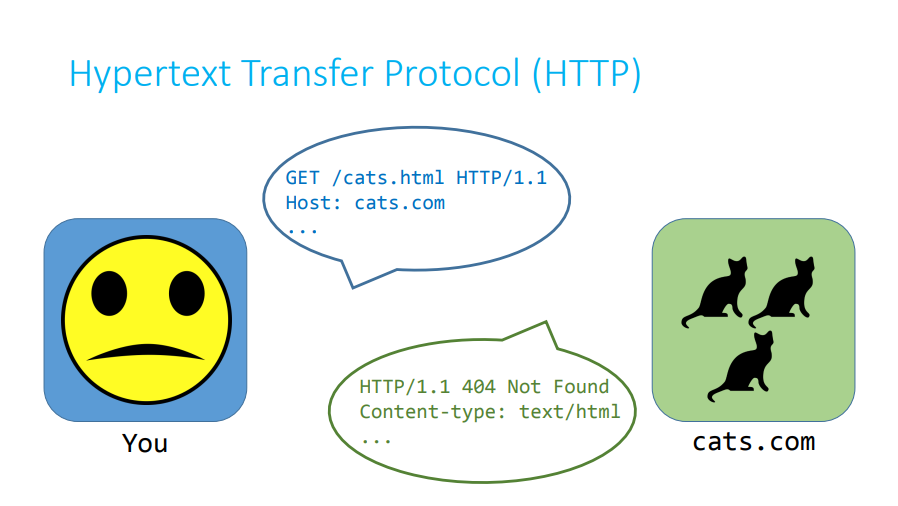 Hypertext Transfer Protocol (HTTP)
GET /cats.html HTTP/1.1
Host: cats.com
...
HTTP/1.1 404 Not Found
Content-type: text/html
...
You
cats.com